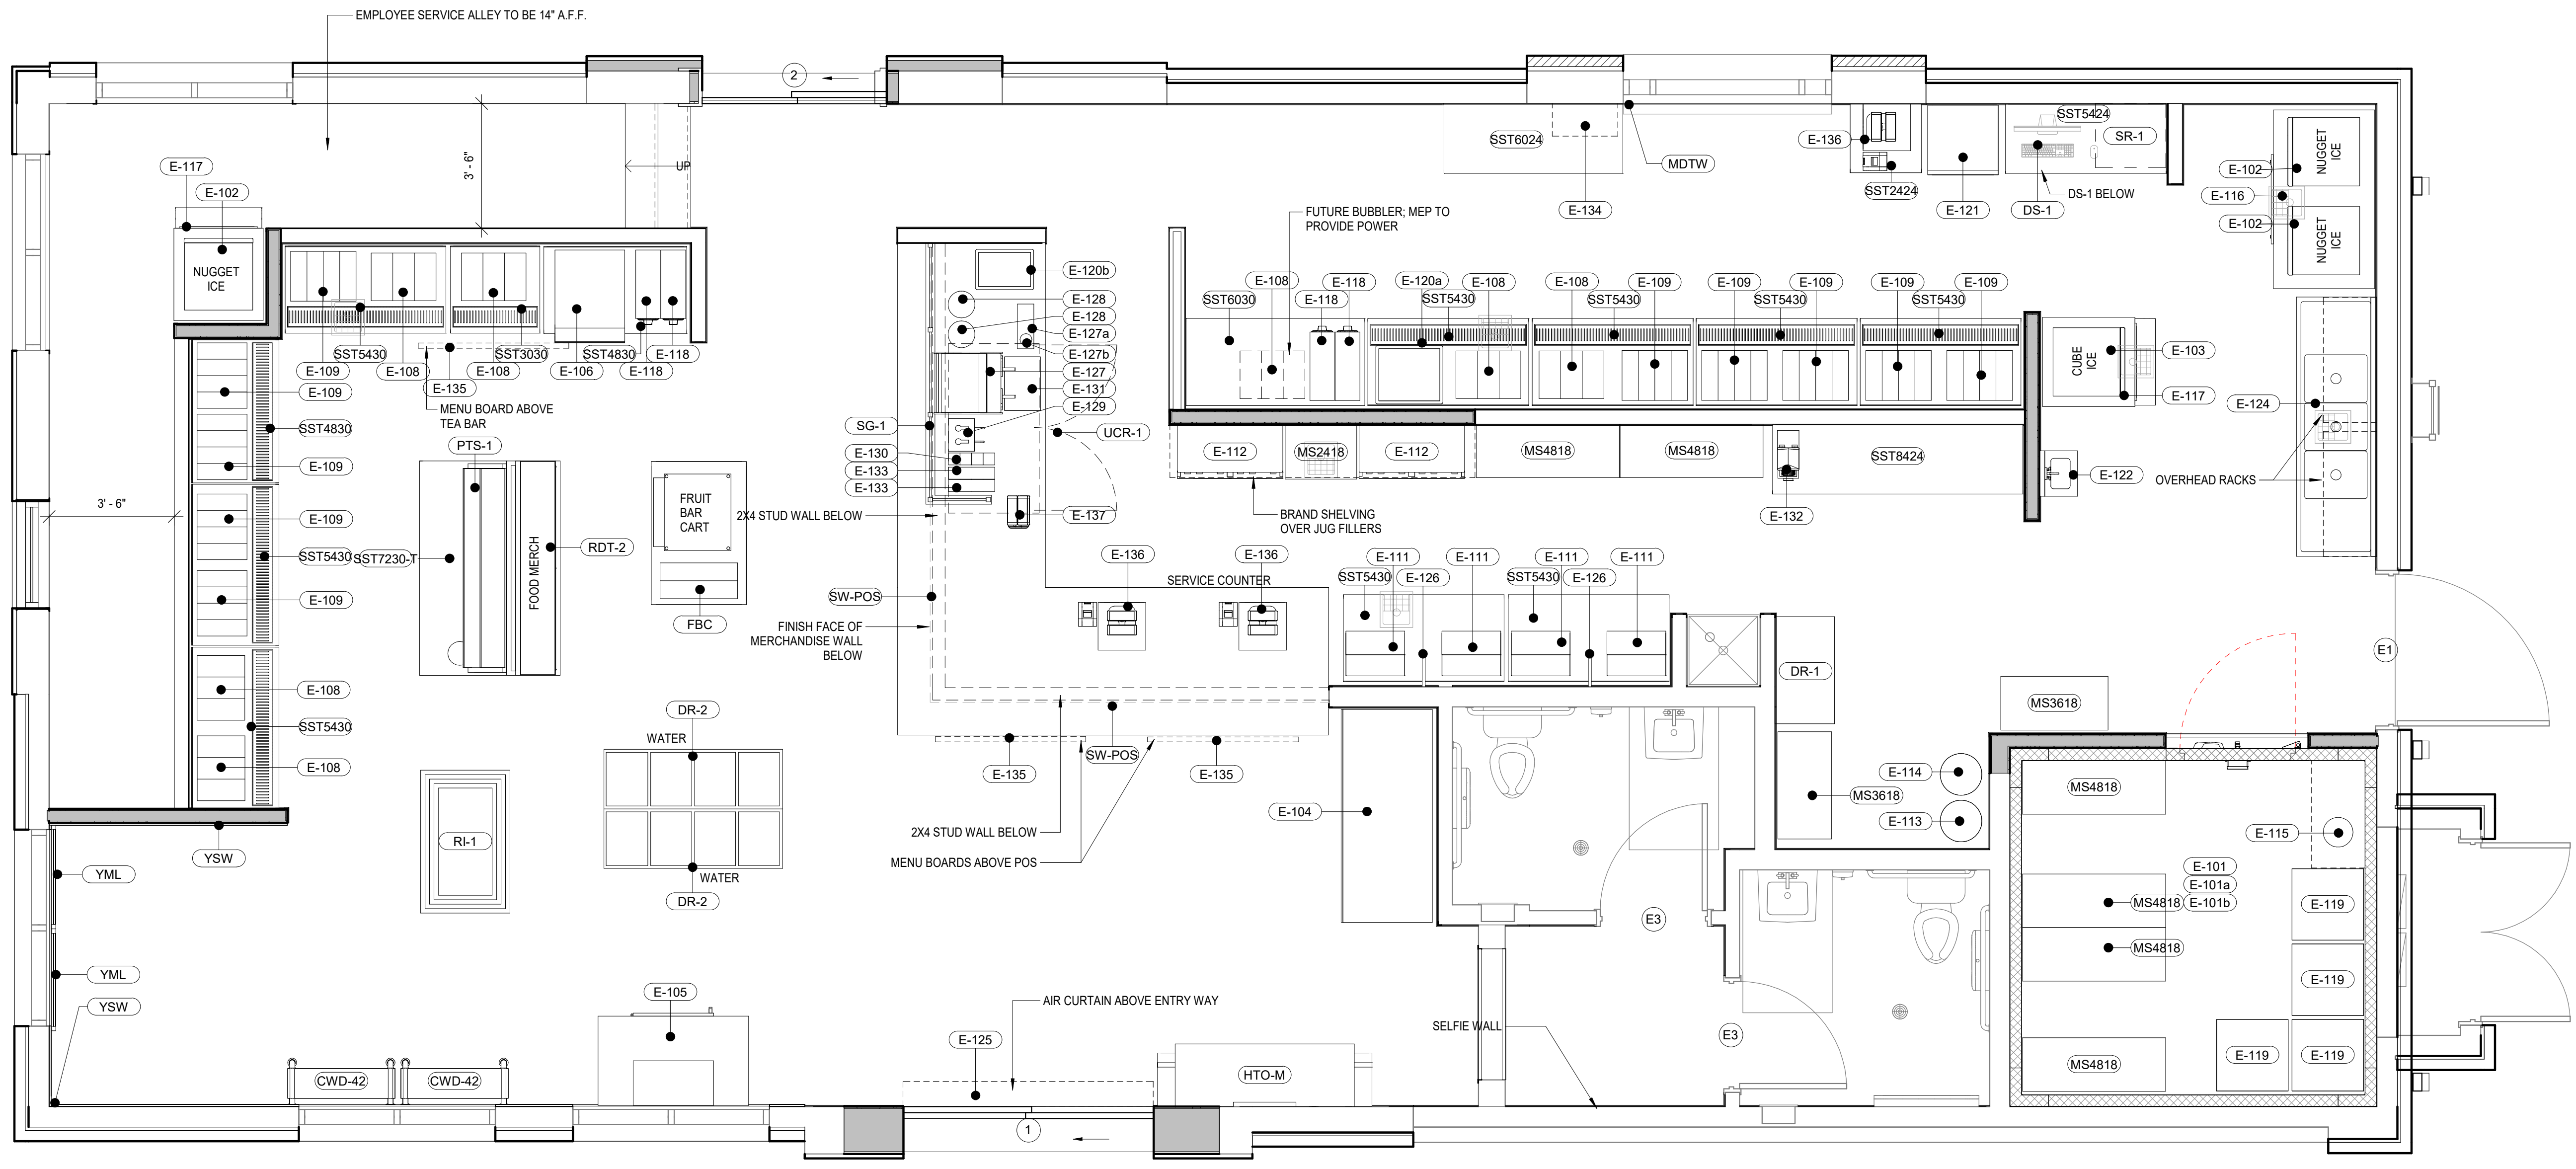 EMPLOYEE SERVICE ALLEY TO BE 14" A.F.F.
2
E-117
E-102
3' - 6"
UP
NUGGET
ICE
SST6024
E-134
MDTW
E-136
SST2424
E-121
SST5424
SR-1
DS-1
DS-1 BELOW
E-102
E-116
E-102
NUGGET
ICE
NUGGET
ICE
FUTURE BUBBLER; MEP TO
PROVIDE POWER
E-109
SST5430
E-108
E-135
SST3030
E-108
E-106
SST4830
E-118
E-118
MENU BOARD ABOVE
TEA BAR
E-120b
E-128
E-128
E-127a
E-127b
E-127
E-131
E-129
SG-1
UCR-1
E-130
E-133
E-133
E-137
SST6030
E-108
E-118
E-118
E-120a
SST5430
E-108
E-108
SST5430
E-109
E-109
SST5430
E-109
E-109
SST5430
E-109
CUBE
ICE
E-103
E-117
E-124
E-122
OVERHEAD RACKS
E-112
MS2418
E-112
MS4818
MS4818
SST8424
E-132
BRAND SHELVING
OVER JUG FILLERS
E-109
SST4830
E-109
3' - 6"
E-109
SST5430
E-109
E-108
SST5430
E-108
PTS-1
SST7230-T
FOOD MERCH
RDT-2
FRUIT
BAR
CART
FBC
2X4 STUD WALL BELOW
SW-POS
FINISH FACE OF
MERCHANDISE WALL
BELOW
E-136
E-136
SERVICE COUNTER
E-111
SST5430
E-126
E-111
E-111
SST5430
E-126
E-111
DR-1
MS3618
E1
DR-2
WATER
WATER
DR-2
E-135
SW-POS
E-135
2X4 STUD WALL BELOW
MENU BOARDS ABOVE POS
E-104
MS3618
E-114
E-113
MS4818
E-115
E-101
E-101a
MS4818
E-101b
MS4818
E-119
E-119
E-119
E-119
MS4818
YSW
YML
YML
YSW
RI-1
E-105
CWD-42
CWD-42
E-125
AIR CURTAIN ABOVE ENTRY WAY
HTO-M
SELFIE WALL
E3
E3
1